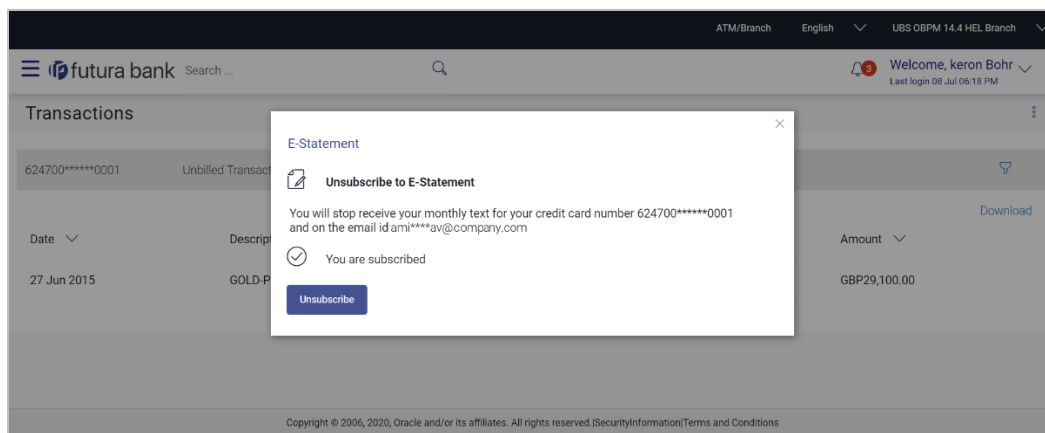 ATM/Branch English UBS OBPM 14.4 HEL Branch
futura bank Search ... 3 Welcome, keron Bohr
Last login 08 Jul 06:18 PM
Transactions
E-Statement
624700******0001 Unbilled Transact
Unsubscribe to E-Statement
You will stop receive your monthly text for your credit card number 624700******0001
and on the email id ami****av@company.com
Download
Date Descript Amount
You are subscribed
27 Jun 2015 GOLD-P GBP29,100.00
Unsubscribe
Copyright © 2006, 2020, Oracle and/or its affiliates. All rights reserved.|SecurityInformation|Terms and Conditions